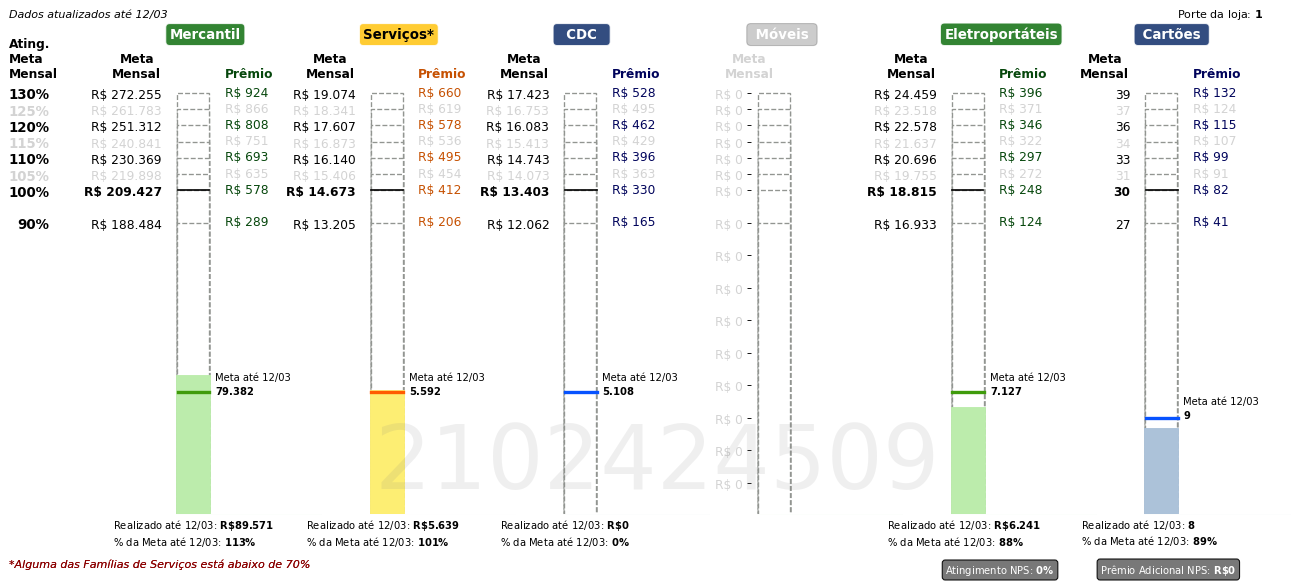 Dados atualizados até 12/03 Porte da loja: 1
Mercantil Serviços* CDC Móveis Eletroportáteis Cartões
Ating. Meta Mensal
Meta Mensal Prêmio Meta Mensal Prêmio Meta Mensal Prêmio Meta Mensal Meta Mensal Prêmio Meta Mensal Prêmio
130% R$ 272.255 R$ 924 R$ 19.074 R$ 660 R$ 17.423 R$ 528 R$ 0 R$ 24.459 R$ 396 39 R$ 132
125% R$ 261.783 R$ 866 R$ 18.341 R$ 619 R$ 16.753 R$ 495 R$ 0 R$ 23.518 R$ 371 37 R$ 124
120% R$ 251.312 R$ 808 R$ 17.607 R$ 578 R$ 16.083 R$ 462 R$ 0 R$ 22.578 R$ 346 36 R$ 115
115% R$ 240.841 R$ 751 R$ 16.873 R$ 536 R$ 15.413 R$ 429 R$ 0 R$ 21.637 R$ 322 34 R$ 107
110% R$ 230.369 R$ 693 R$ 16.140 R$ 495 R$ 14.743 R$ 396 R$ 0 R$ 20.696 R$ 297 33 R$ 99
105% R$ 219.898 R$ 635 R$ 15.406 R$ 454 R$ 14.073 R$ 363 R$ 0 R$ 19.755 R$ 272 31 R$ 91
100% R$ 209.427 R$ 578 R$ 14.673 R$ 412 R$ 13.403 R$ 330 R$ 0 R$ 18.815 R$ 248 30 R$ 82
90% R$ 188.484 R$ 289 R$ 13.205 R$ 206 R$ 12.062 R$ 165 R$ 0 R$ 16.933 R$ 124 27 R$ 41
R$ 0
R$ 0
R$ 0
R$ 0
R$ 0
R$ 0
R$ 0
R$ 0
Meta até 12/03 Meta até 12/03 Meta até 12/03 Meta até 12/03
79.382 5.592 5.108 7.127
Meta até 12/03
9
2102424509
Realizado até 12/03: R$89.571 Realizado até 12/03: R$5.639 Realizado até 12/03: R$0 Realizado até 12/03: R$6.241 Realizado até 12/03: 8
% da Meta até 12/03: 113% % da Meta até 12/03: 101% % da Meta até 12/03: 0% % da Meta até 12/03: 88% % da Meta até 12/03: 89%
*Alguma das Famílias de Serviços está abaixo de 70% Atingimento NPS: 0% Prêmio Adicional NPS: R$0